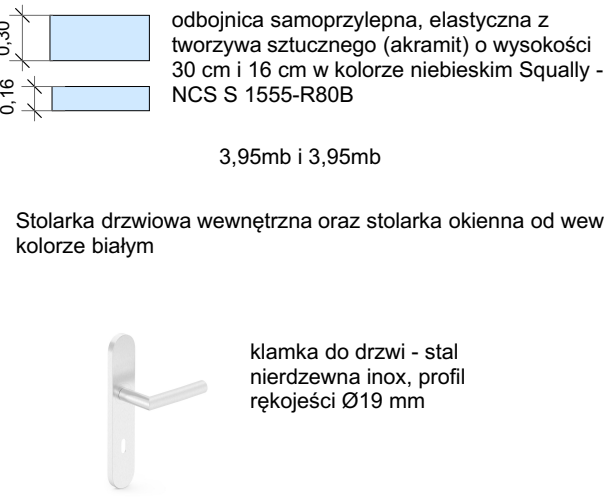 0,30
odbojnica samoprzylepna, elastyczna z
tworzywa sztucznego (akramit) o wysokości
30 cm i 16 cm w kolorze niebieskim Squally -
NCS S 1555-R80B
0,16
3,95mb i 3,95mb
Stolarka drzwiowa wewnętrzna oraz stolarka okienna od wew
kolorze białym
klamka do drzwi - stal
nierdzewna inox, profil
rękojeści Ø19 mm